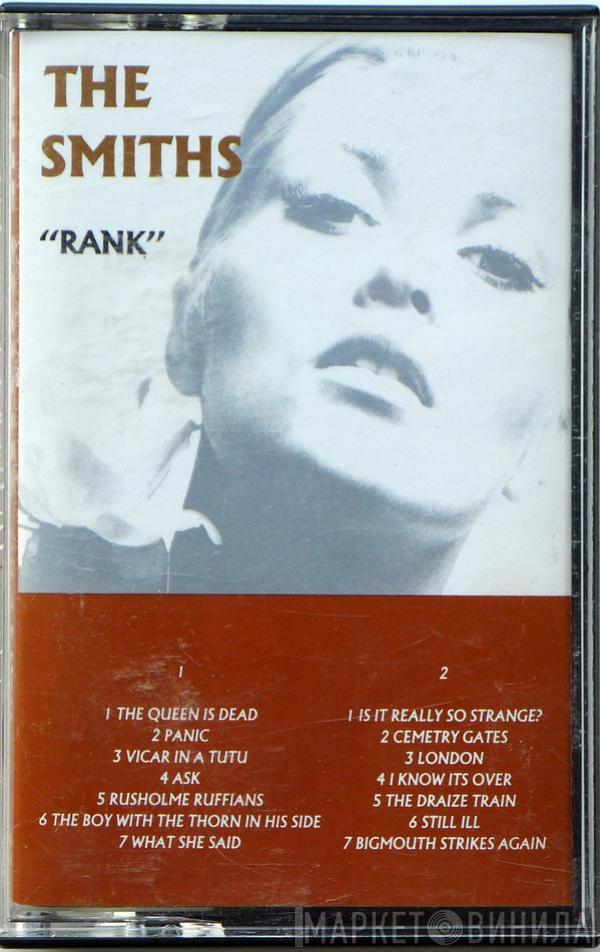 THE
SMITHS
“RANK”
1
1 THE QUEEN IS DEAD
2 PANIC
3 VICAR IN A TUTU
4 ASK
5 RUSHOLME RUFFIANS
6 THE BOY WITH THE THORN IN HIS SIDE
7 WHAT SHE SAID
2
1 IS IT REALLY SO STRANGE?
2 CEMETRY GATES
3 LONDON
4 I KNOW ITS OVER
5 THE DRAIZE TRAIN
6 STILL ILL
7 BIGMOUTH STRIKES AGAIN
МАРКЕТ ВИНИЛА